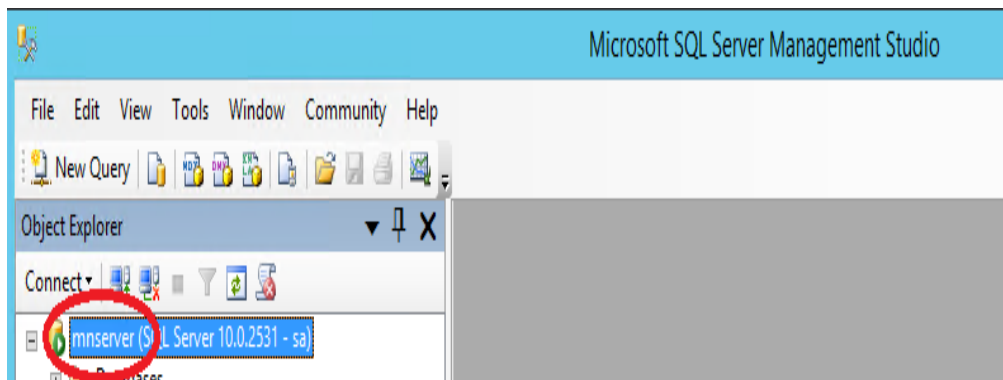 Microsoft SQL Server Management Studio
File Edit View Tools Window Community Help
New Query
Object Explorer
Connect
mnserver (SQL Server 10.0.2531 - sa)